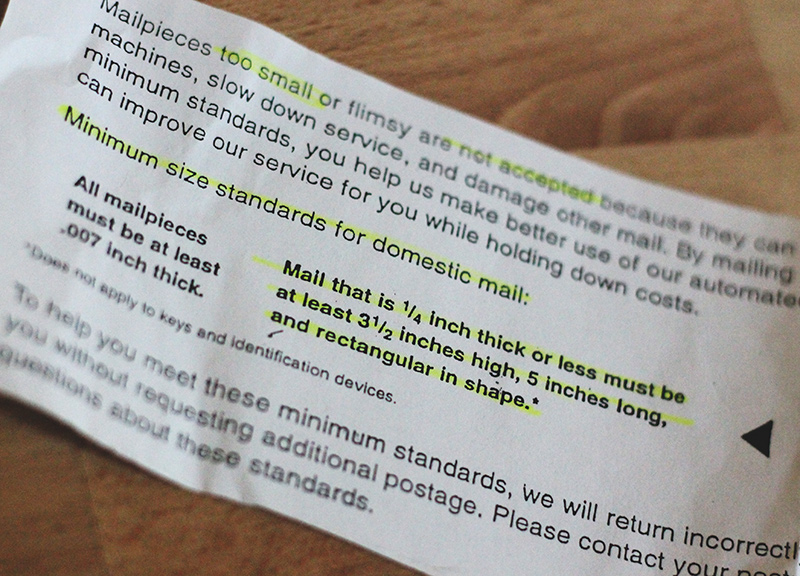 Mailpieces too small or flimsy are not accepted because they can
machines, slow down service, and damage other mail. By mailing
minimum standards, you help us make better use of our automate
can improve our service for you while holding down costs.
Minimum size standards for domestic mail:
All mailpieces
must be at least
.007 inch thick.
Mail that is 1/4 inch thick or less must be
at least 3 1/2 inches high, 5 inches long,
and rectangular in shape.*
*Does not apply to keys and identification devices.
To help you meet these minimum standards, we will return incorrectl
you without requesting additional postage. Please contact your
questions about these standards.